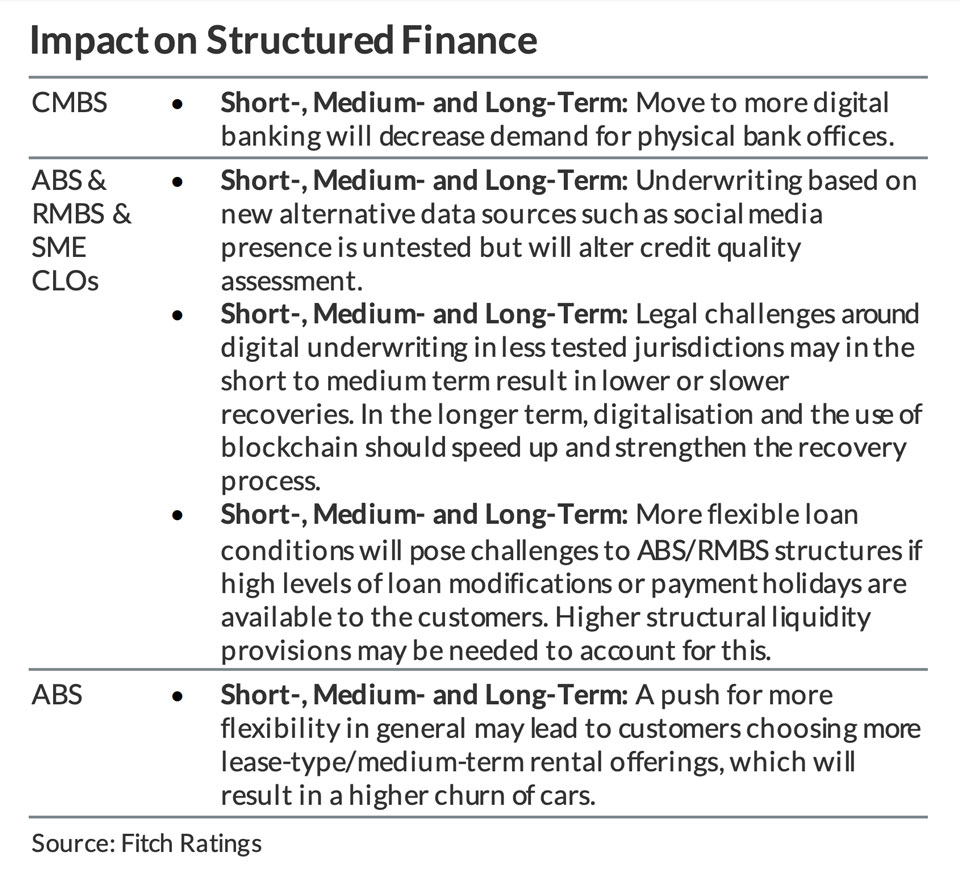 Impact on Structured Finance
CMBS • Short-, Medium- and Long-Term: Move to more digital
banking will decrease demand for physical bank offices.
ABS & • Short-, Medium- and Long-Term: Underwriting based on
RMBS & new alternative data sources such as social media
SME presence is untested but will alter credit quality
CLOs assessment.
• Short-, Medium- and Long-Term: Legal challenges around
digital underwriting in less tested jurisdictions may in the
short to medium term result in lower or slower
recoveries. In the longer term, digitalisation and the use of
blockchain should speed up and strengthen the recovery
process.
• Short-, Medium- and Long-Term: More flexible loan
conditions will pose challenges to ABS/RMBS structures if
high levels of loan modifications or payment holidays are
available to the customers. Higher structural liquidity
provisions may be needed to account for this.
ABS • Short-, Medium- and Long-Term: A push for more
flexibility in general may lead to customers choosing more
lease-type/medium-term rental offerings, which will
result in a higher churn of cars.
Source: Fitch Ratings